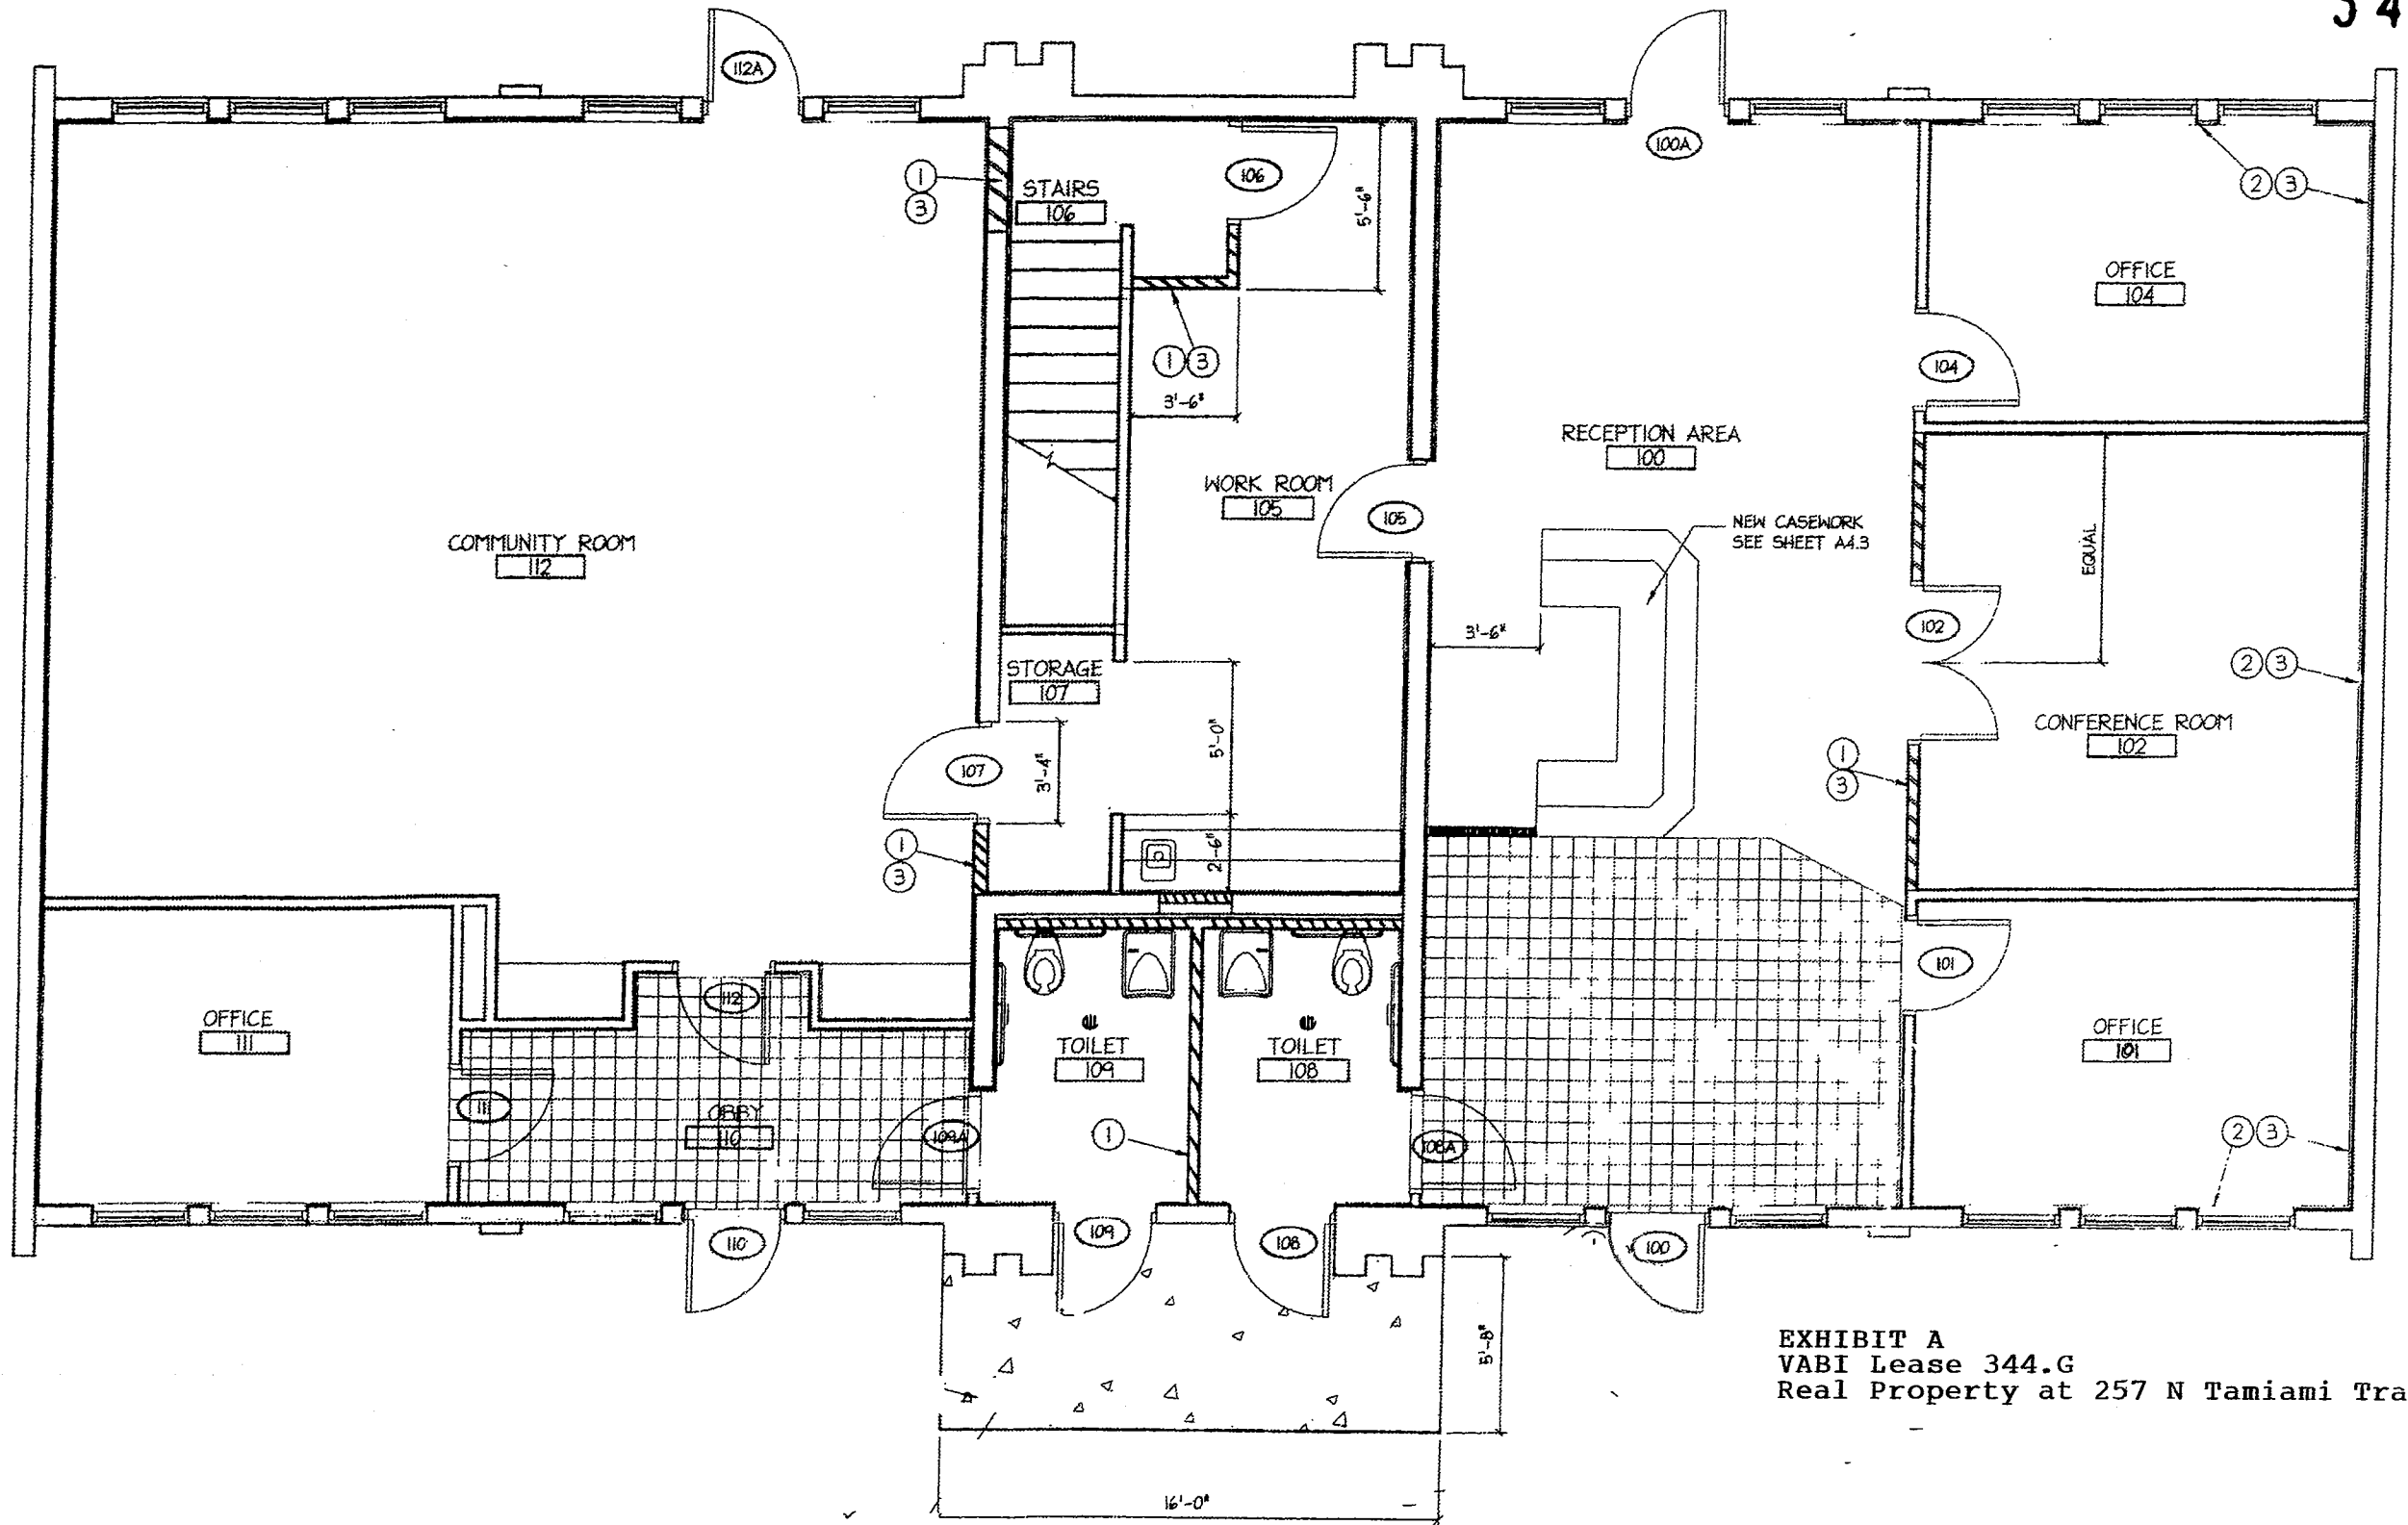 34
112A
100A
1
3
STAIRS
106
106
5'-6"
2 3
OFFICE
104
1 3
3'-6"
104
RECEPTION AREA
100
WORK ROOM
105
105
NEW CASEWORK
SEE SHEET A4.3
COMMUNITY ROOM
112
EQUAL
102
3'-6"
2 3
STORAGE
107
CONFERENCE ROOM
102
5'-0"
107
3'-4"
1
3
1
3
2'-6"
101
112
OFFICE
111
TOILET
109
TOILET
108
OFFICE
101
111
110
109A
1
108A
2 3
110
109
108
100
5'-8"
EXHIBIT A
VABI Lease 344.G
Real Property at 257 N Tamiami Tra
16'-0"